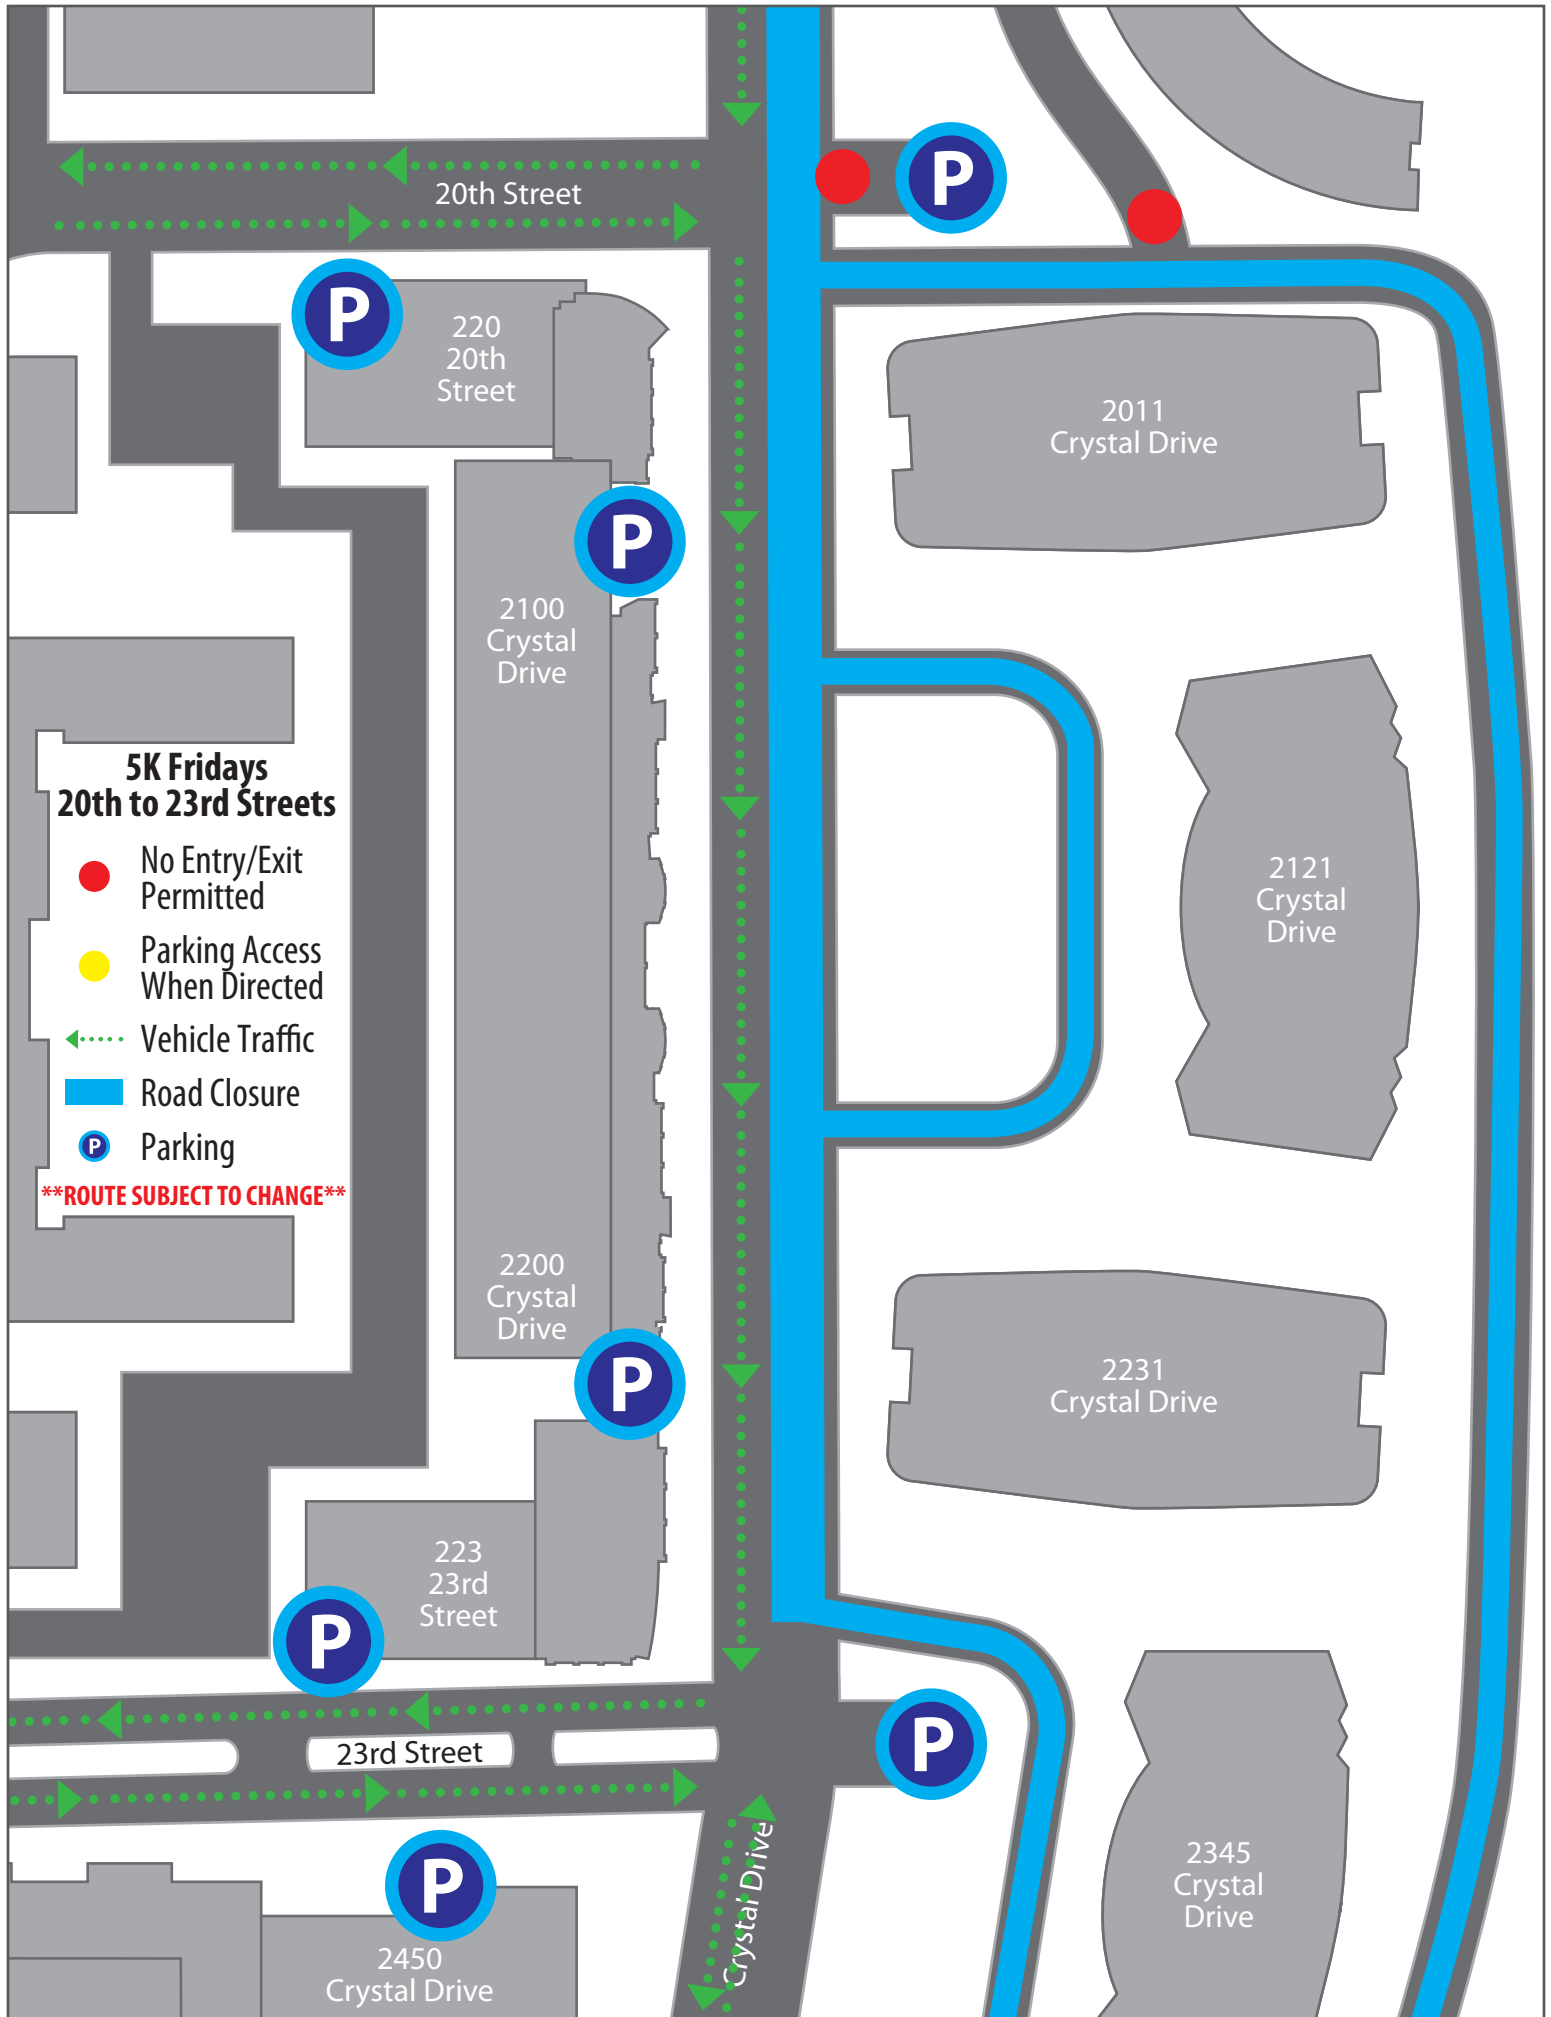 P
20th Street
P
220
20th
Street
2011
Crystal Drive
P
2100
Crystal
Drive
5K Fridays
20th to 23rd Streets
No Entry/Exit
Permitted
Parking Access
When Directed
Vehicle Traffic
Road Closure
P Parking
**ROUTE SUBJECT TO CHANGE**
2121
Crystal
Drive
2200
Crystal
Drive
P
2231
Crystal Drive
223
23rd
Street
P
23rd Street
P
Crystal Drive
P
2345
Crystal
Drive
2450
Crystal Drive